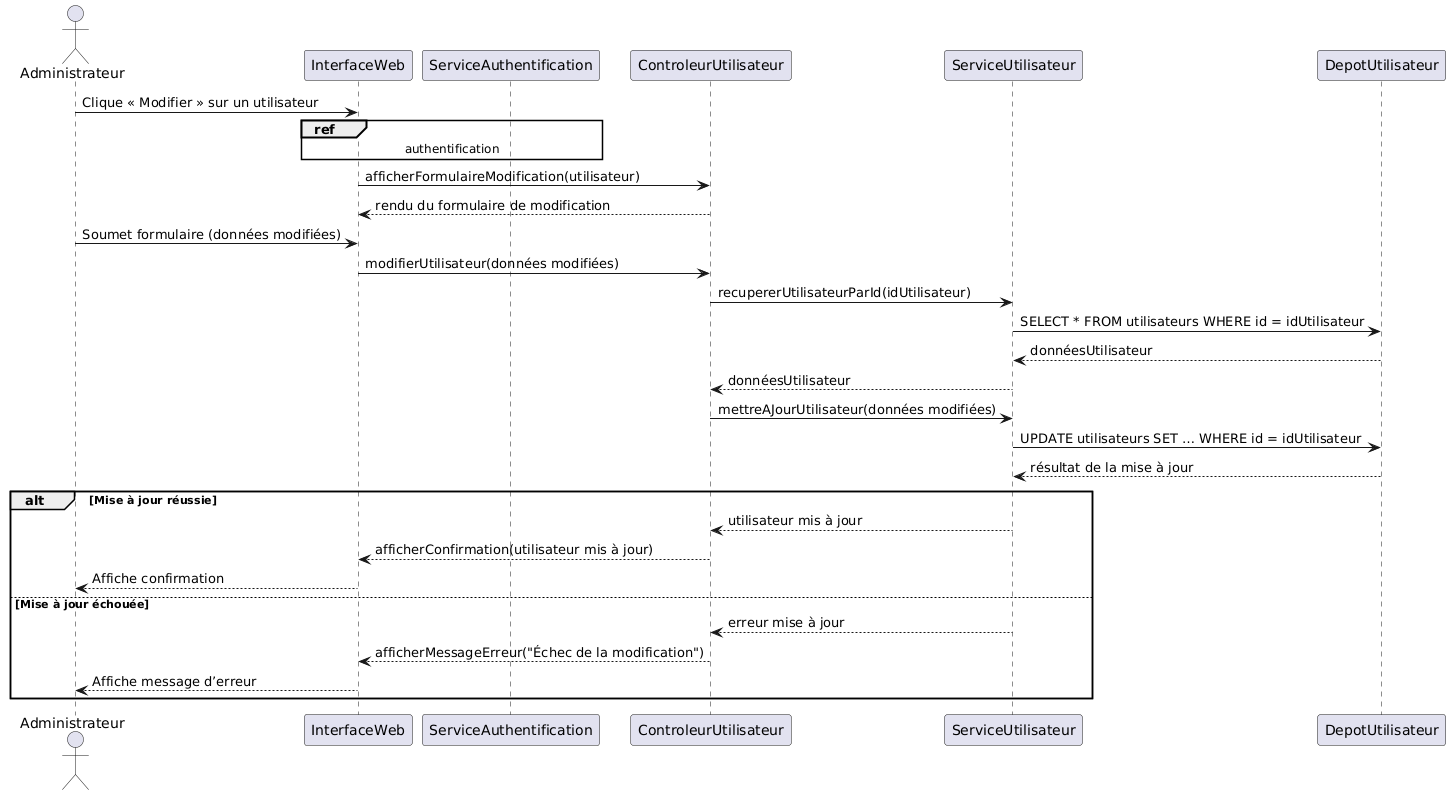 Administrateur
InterfaceWeb
ServiceAuthentification
ControleurUtilisateur
ServiceUtilisateur
DepotUtilisateur
Clique « Modifier » sur un utilisateur
ref
authentification
afficherFormulaireModification(utilisateur)
rendu du formulaire de modification
Soumet formulaire (données modifiées)
modifierUtilisateur(données modifiées)
recupererUtilisateurParId(idUtilisateur)
SELECT * FROM utilisateurs WHERE id = idUtilisateur
donnéesUtilisateur
donnéesUtilisateur
mettreAJourUtilisateur(données modifiées)
UPDATE utilisateurs SET ... WHERE id = idUtilisateur
résultat de la mise à jour
alt
[Mise à jour réussie]
utilisateur mis à jour
afficherConfirmation(utilisateur mis à jour)
Affiche confirmation
[Mise à jour échouée]
erreur mise à jour
afficherMessageErreur("Échec de la modification")
Affiche message d’erreur
Administrateur
InterfaceWeb
ServiceAuthentification
ControleurUtilisateur
ServiceUtilisateur
DepotUtilisateur